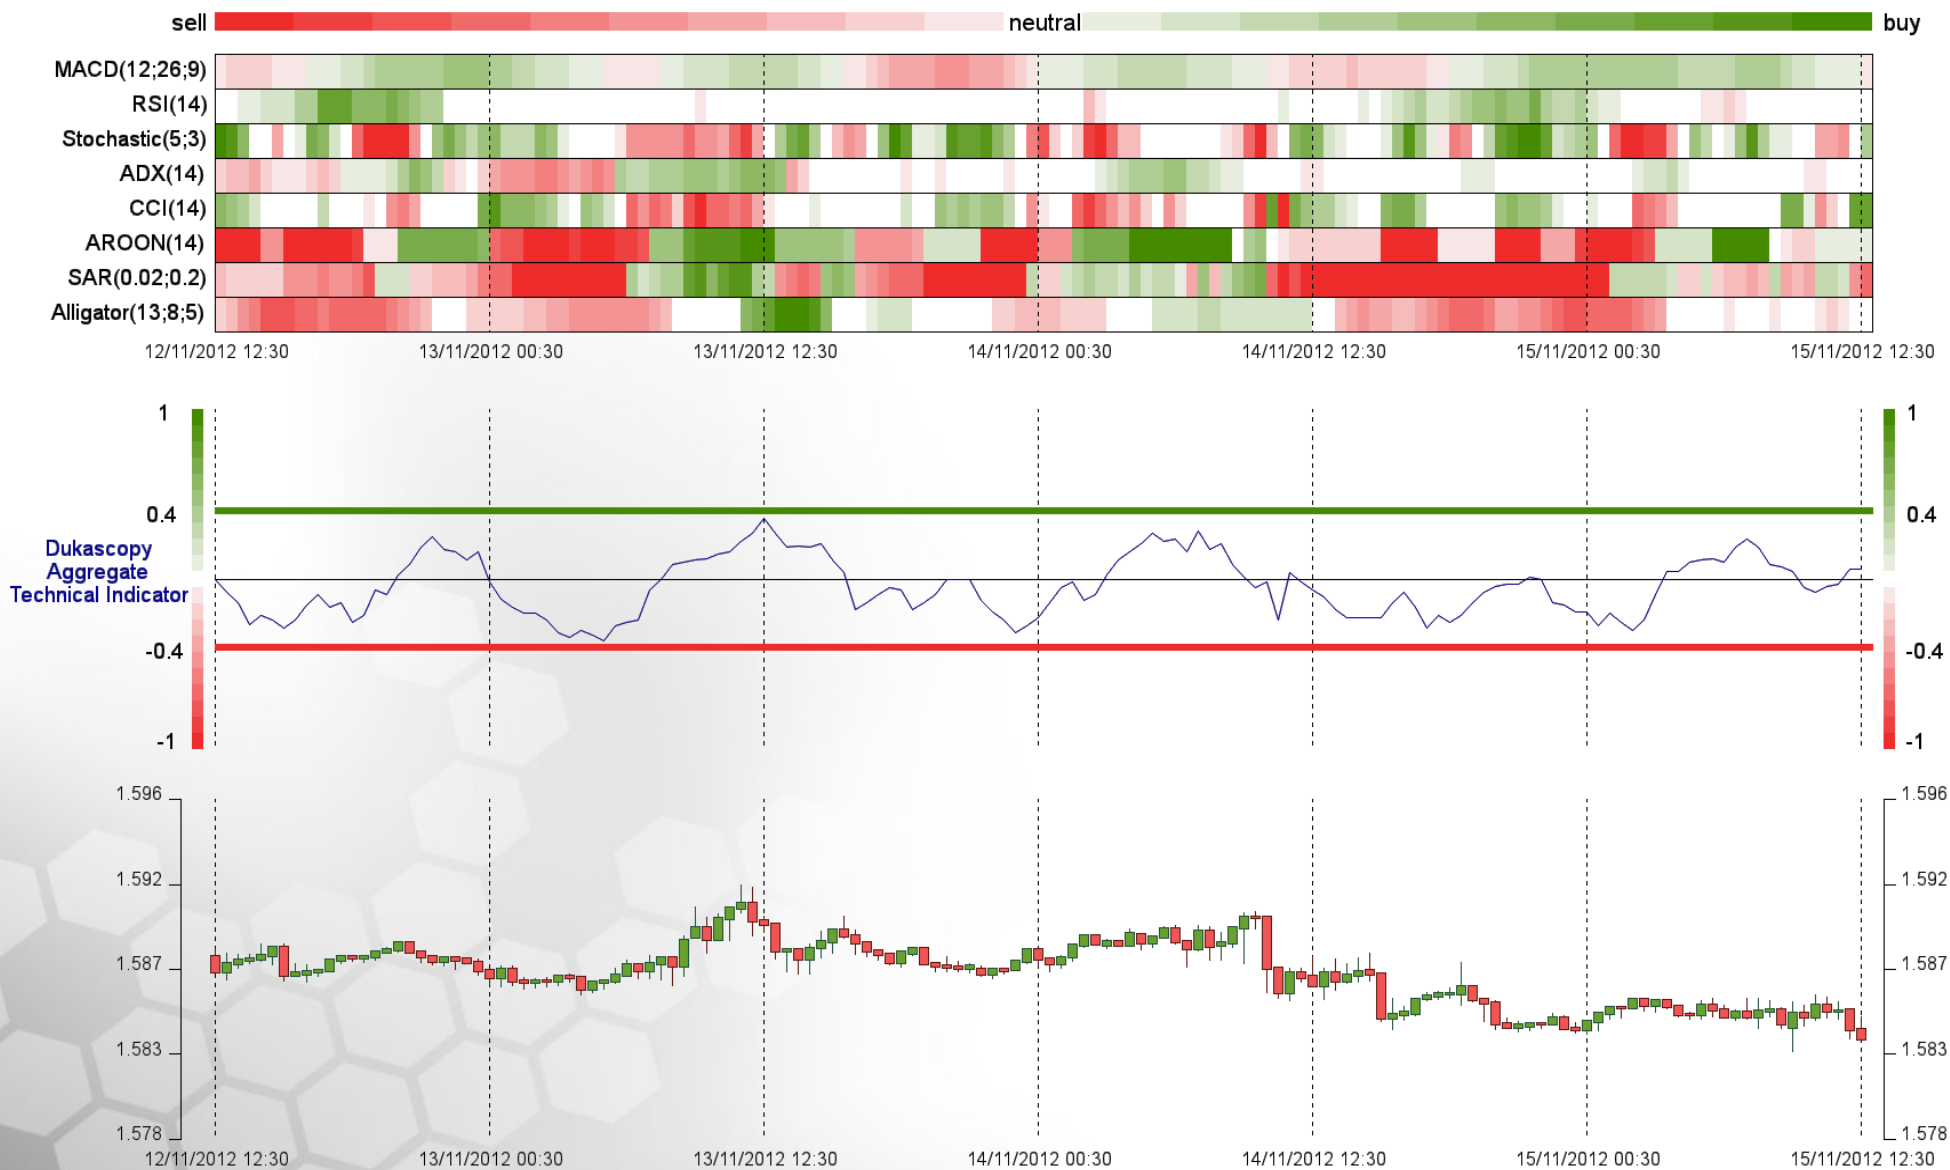 sell neutral buy
MACD(12;26;9)
RSI(14)
Stochastic(5;3)
ADX(14)
CCI(14)
AROON(14)
SAR(0.02;0.2)
Alligator(13;8;5)
12/11/2012 12:30 13/11/2012 00:30 13/11/2012 12:30 14/11/2012 00:30 14/11/2012 12:30 15/11/2012 00:30 15/11/2012 12:30
1 1
0.4 0.4
Dukascopy
Aggregate
Technical Indicator
-0.4 -0.4
-1 -1
1.596 1.596
1.592 1.592
1.587 1.587
1.583 1.583
1.578 1.578
12/11/2012 12:30 13/11/2012 00:30 13/11/2012 12:30 14/11/2012 00:30 14/11/2012 12:30 15/11/2012 00:30 15/11/2012 12:30